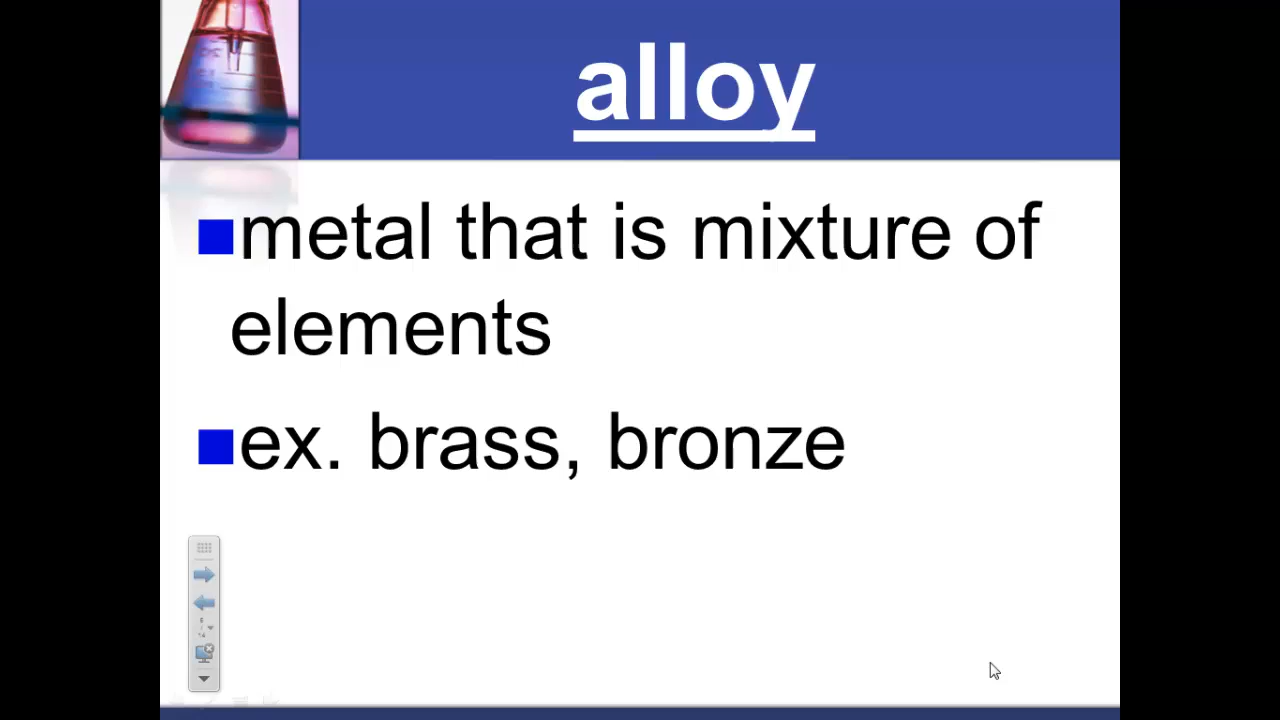 alloy
metal that is mixture of
elements
ex. brass, bronze